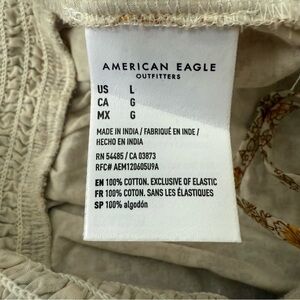 AMERICAN EAGLE
OUTFITTERS
US L
CA G
MX G
MADE IN INDIA / FABRIQUÉ EN INDE /
HECHO EN INDIA
RN 54485 / CA 03873
RFC# AEM120605U9A
EN 100% COTTON. EXCLUSIVE OF ELASTIC
FR 100% COTON. SANS LES ÉLASTIQUES
SP 100% algodón